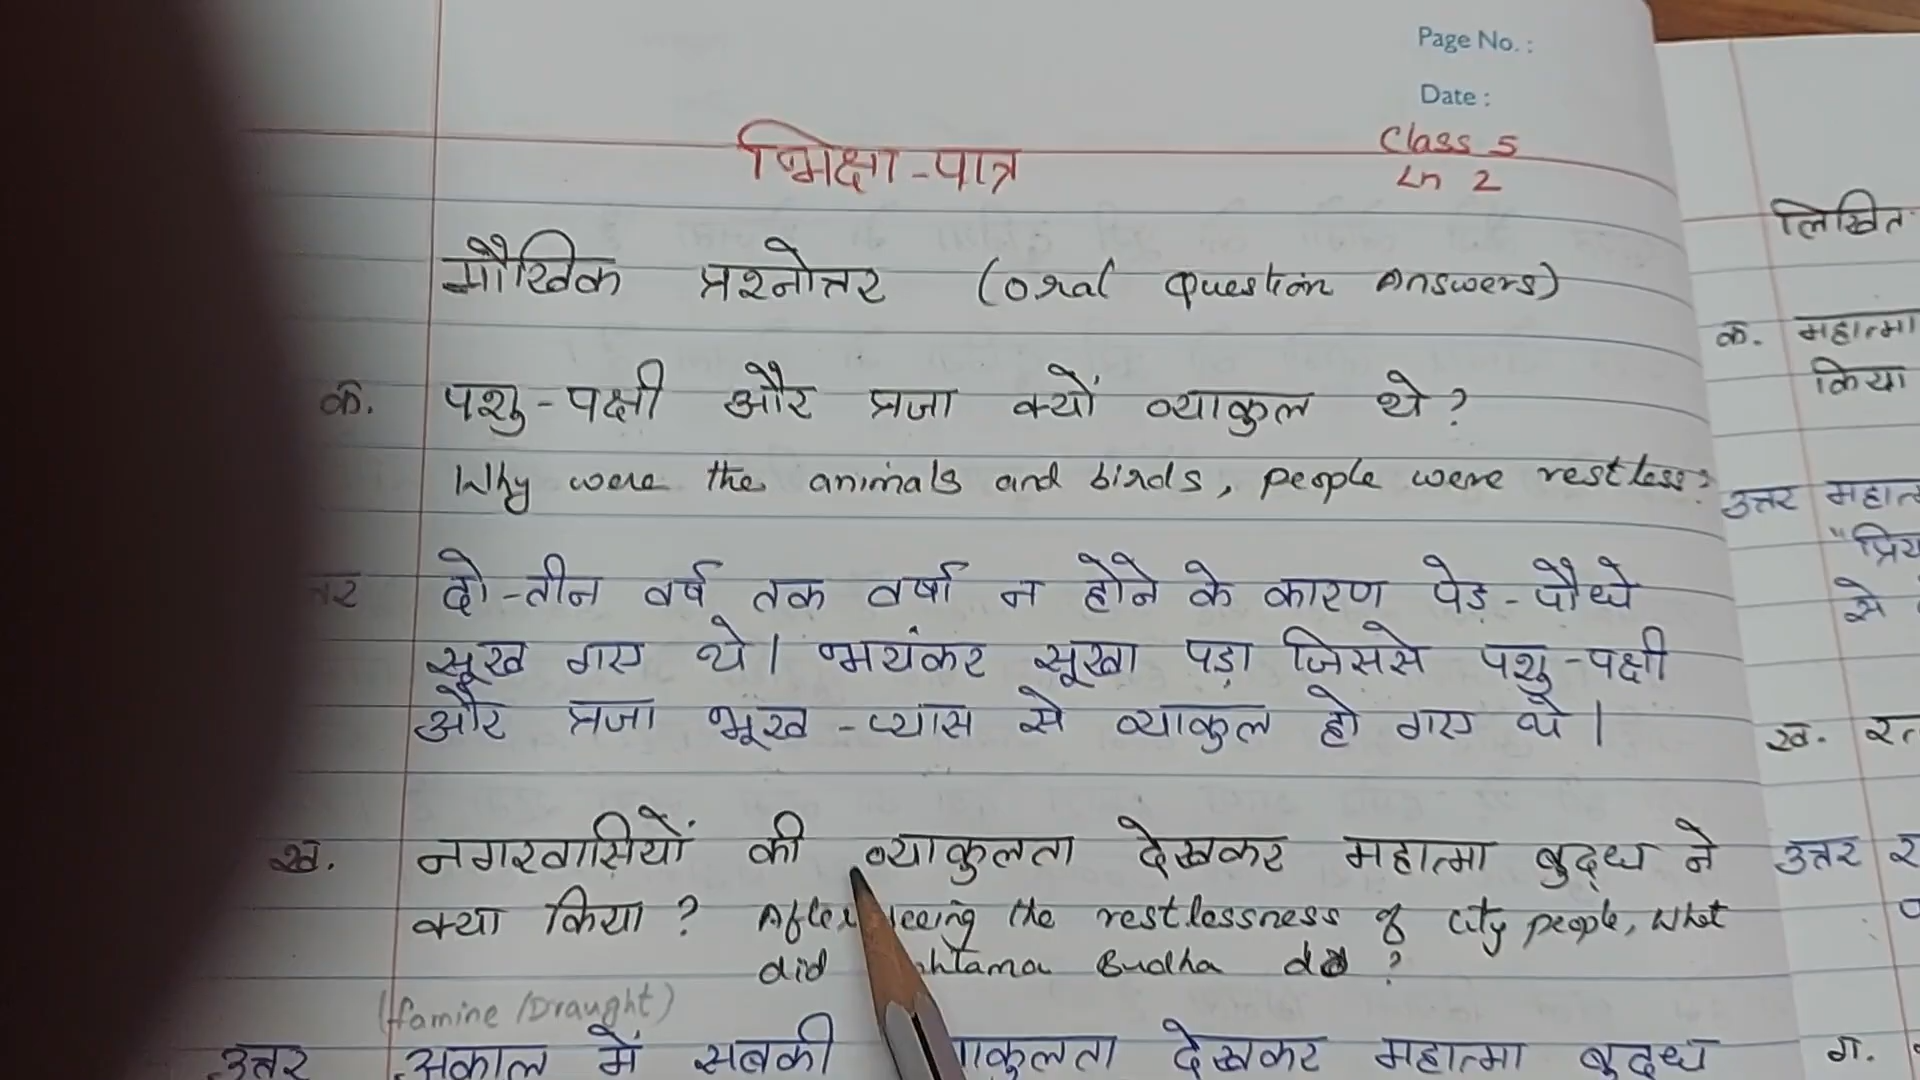 Page No. :
Date :
Class 5
Ln 2
भिक्षा-पात्र
मौखिक प्रश्नोत्तर (Oral Question Answers)
क. पशु-पक्षी और प्रजा क्यों व्याकुल थे?
Why were the animals and birds, people were restless?
दो-तीन वर्ष तक वर्षा न होने के कारण पेड़-पौधे
सूख गए थे। भयंकर सूखा पड़ा जिससे पशु-पक्षी
और प्रजा भूख-प्यास से व्याकुल हो गए थे।
ख. नगरवासियों की व्याकुलता देखकर महात्मा बुद्ध ने
क्या किया? After seeing the restlessness of city people, what
did Budha do?
(famine/Draught)
उत्तर अकाल में सबकी देखकर महात्मा बुद्ध
लिखित
क. महात्मा
किया
उत्तर
से
ख.
उत्तर
ग.